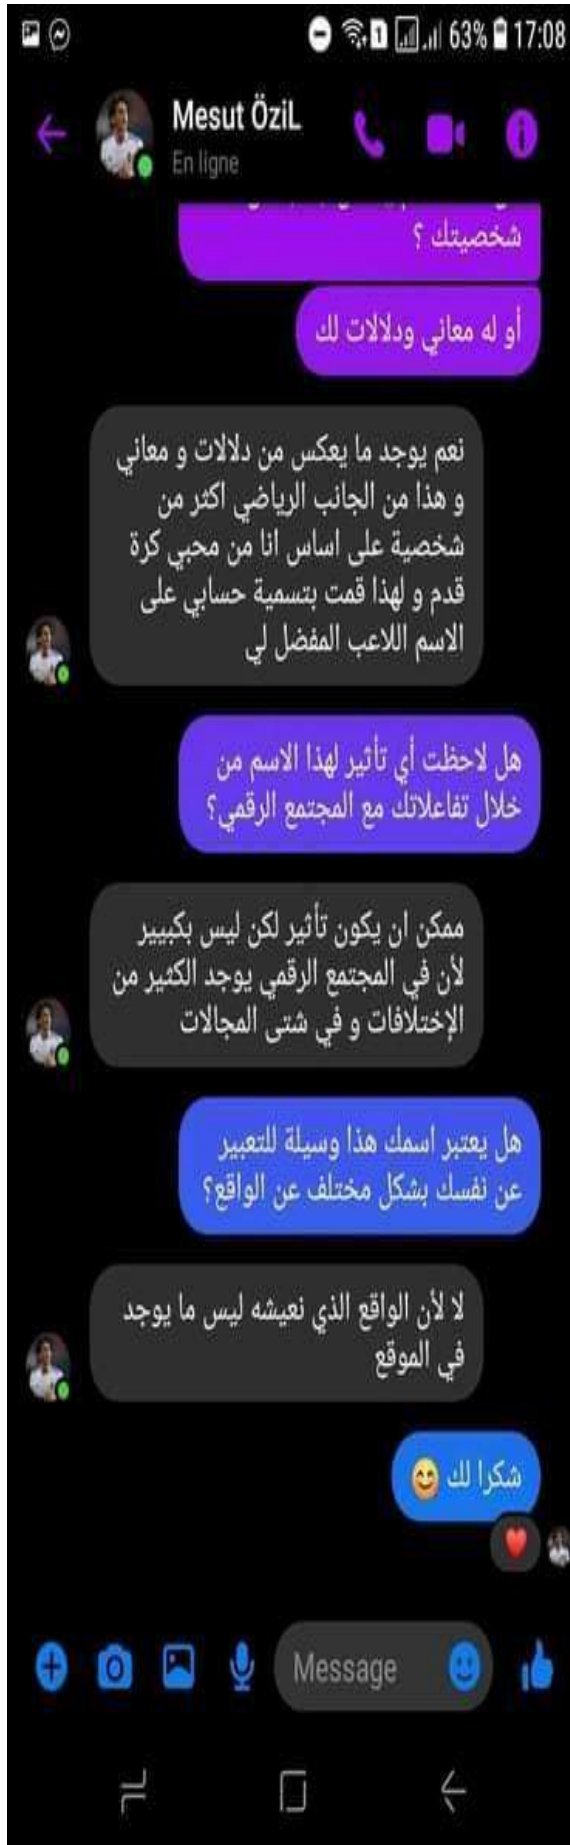 1 63% 17:08
Mesut ÖziL
En ligne
شخصيتك ؟
أو له معاني ودلالات لك
نعم يوجد ما يعكس من دلالات و معاني
و هذا من الجانب الرياضي اكثر من
شخصية على اساس انا من محبي كرة
قدم و لهذا قمت بتسمية حسابي على
الاسم اللاعب المفضل لي
هل لاحظت أي تأثير لهذا الاسم من
خلال تفاعلاتك مع المجتمع الرقمي؟
ممكن ان يكون تأثير لكن ليس بكبيير
لأن في المجتمع الرقمي يوجد الكثير من
الإختلافات و في شتى المجالات
هل يعتبر اسمك هذا وسيلة للتعبير
عن نفسك بشكل مختلف عن الواقع؟
لا لأن الواقع الذي نعيشه ليس ما يوجد
في الموقع
شكرا لك 😊
Message